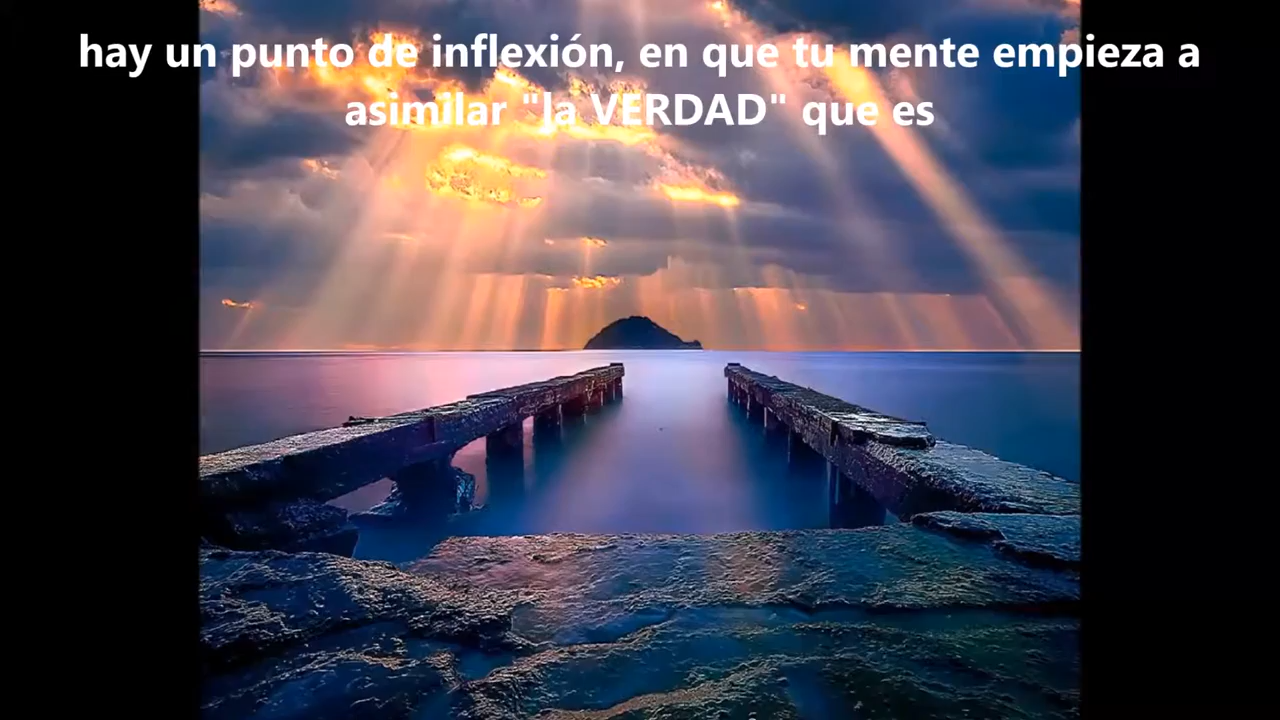 hay un punto de inflexión, en que tu mente empieza a
asimilar "la VERDAD" que es